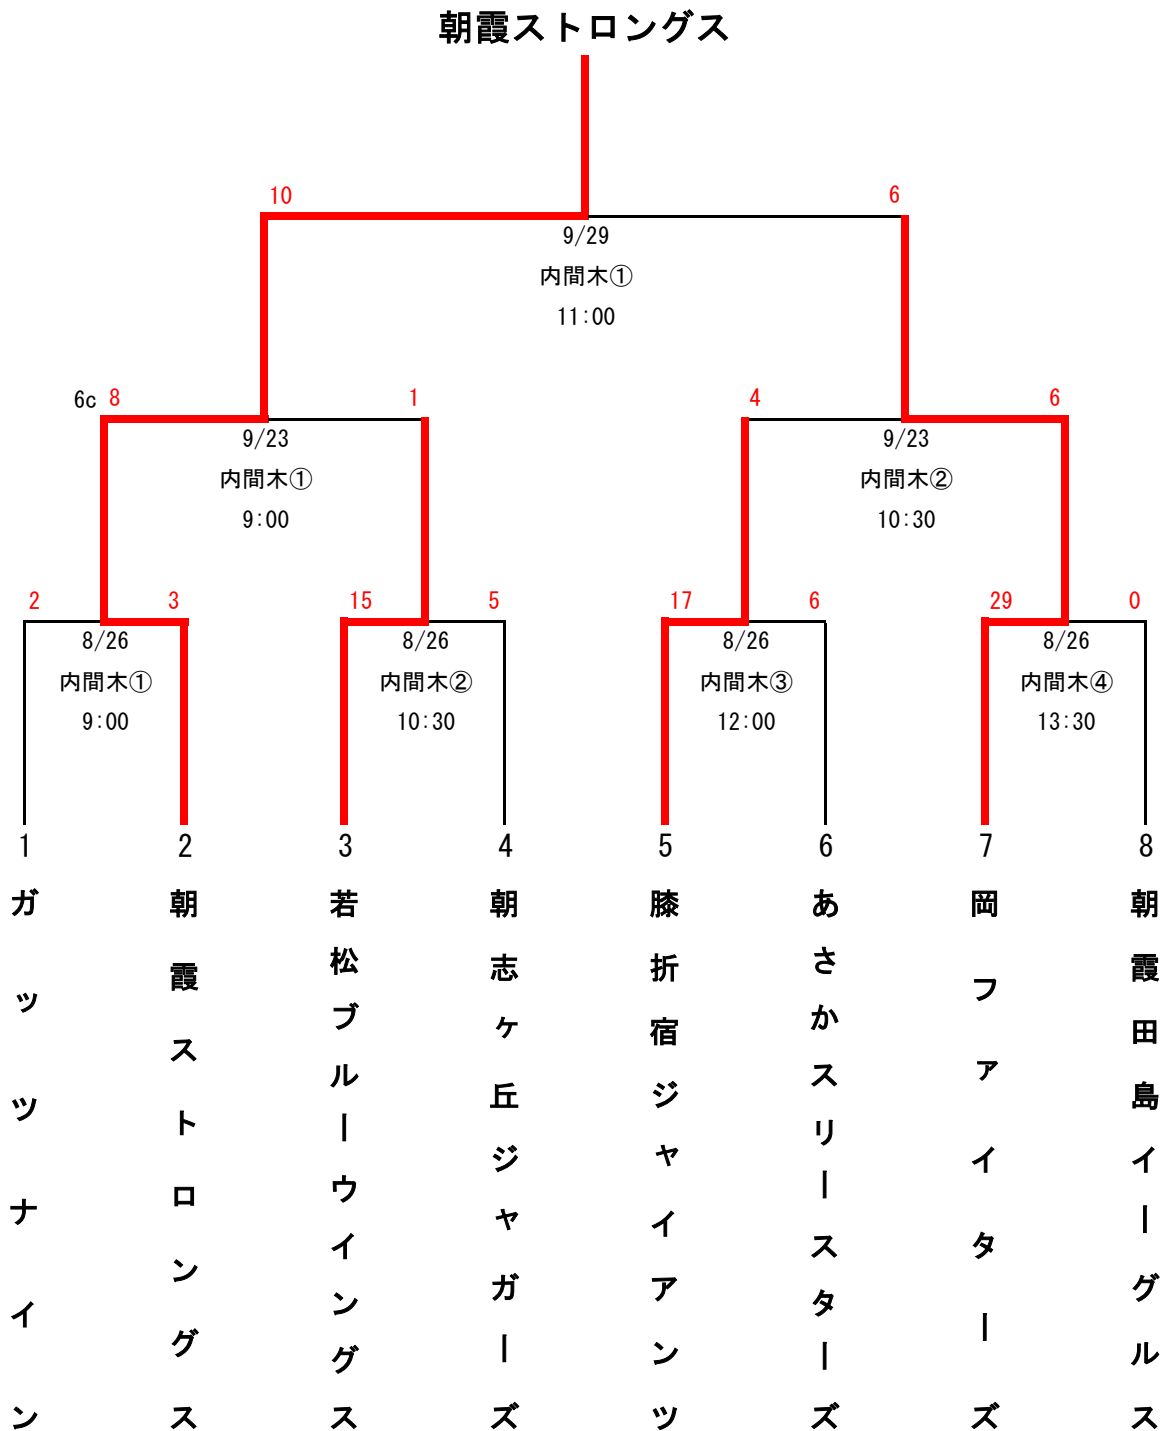 朝霞ストロングス
10 6
9/29
内間木①
11:00
6c 8 1 4 6
9/23 9/23
内間木① 内間木②
9:00 10:30
2 3 15 5 17 6 29 0
8/26 8/26 8/26 8/26
内間木① 内間木② 内間木③ 内間木④
9:00 10:30 12:00 13:30
1 2 3 4 5 6 7 8
ガッツナイン
朝霞ストロングス
若松ブルーウイングス
朝志ヶ丘ジャガーズ
膝折宿ジャイアンツ
あさかスリースターズ
岡ファイターズ
朝霞田島イーグルス